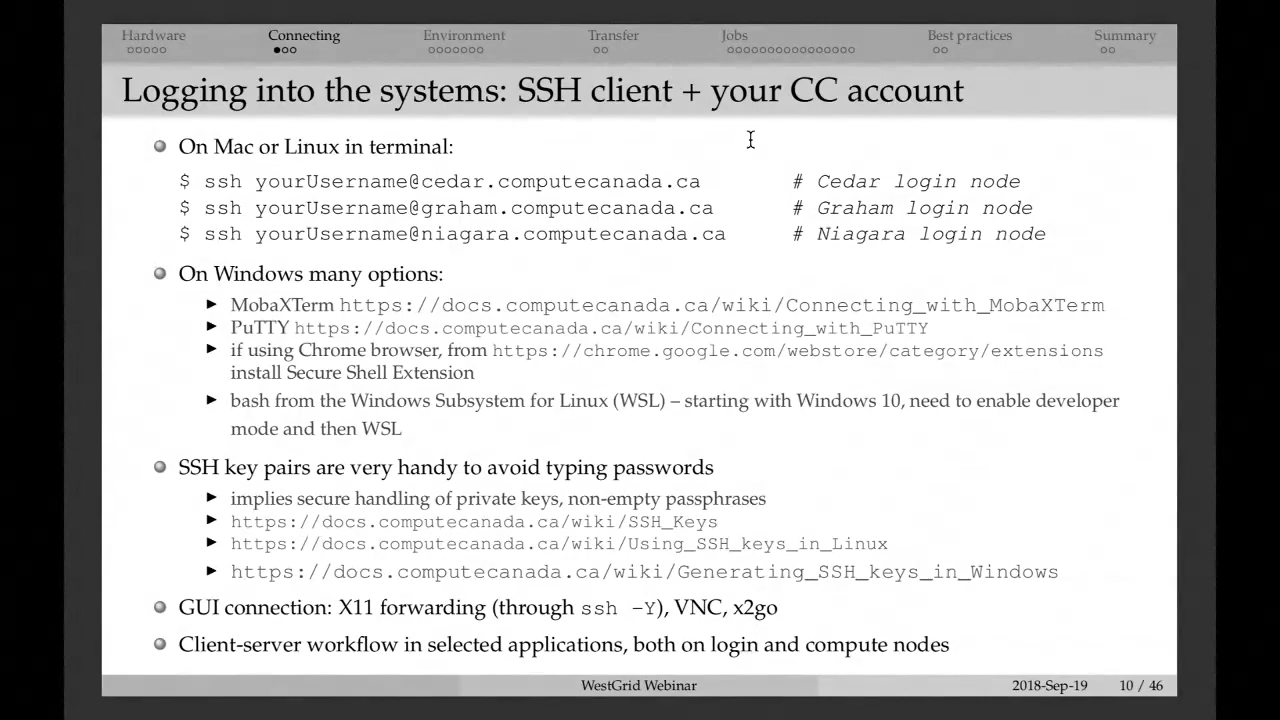 Hardware Connecting Environment Transfer Jobs Best practices Summary
Logging into the systems: SSH client + your CC account
On Mac or Linux in terminal:
$ ssh yourUsername@cedar.computecanada.ca # Cedar login node
$ ssh yourUsername@graham.computecanada.ca # Graham login node
$ ssh yourUsername@niagara.computecanada.ca # Niagara login node
On Windows many options:
MobaXTerm https://docs.computecanada.ca/wiki/Connecting_with_MobaXTerm
PuTTY https://docs.computecanada.ca/wiki/Connecting_with_PuTTY
if using Chrome browser, from https://chrome.google.com/webstore/category/extensions
install Secure Shell Extension
bash from the Windows Subsystem for Linux (WSL) – starting with Windows 10, need to enable developer
mode and then WSL
SSH key pairs are very handy to avoid typing passwords
implies secure handling of private keys, non-empty passphrases
https://docs.computecanada.ca/wiki/SSH_Keys
https://docs.computecanada.ca/wiki/Using_SSH_keys_in_Linux
https://docs.computecanada.ca/wiki/Generating_SSH_keys_in_Windows
GUI connection: X11 forwarding (through ssh -Y), VNC, x2go
Client-server workflow in selected applications, both on login and compute nodes
WestGrid Webinar 2018-Sep-19 10 / 46